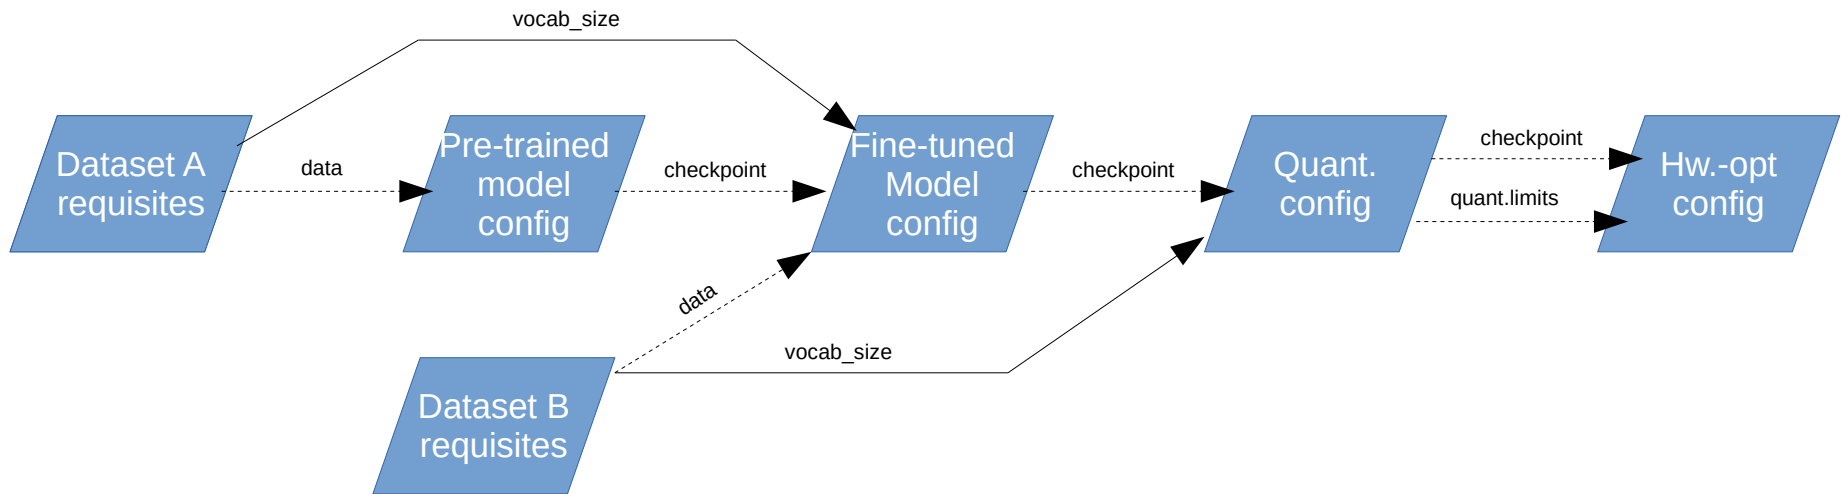 vocab_size
Dataset A
requisites
data
Pre-trained
model
config
checkpoint
Fine-tuned
Model
config
checkpoint
Quant.
config
checkpoint
quant.limits
Hw.-opt
config
data
vocab_size
Dataset B
requisites